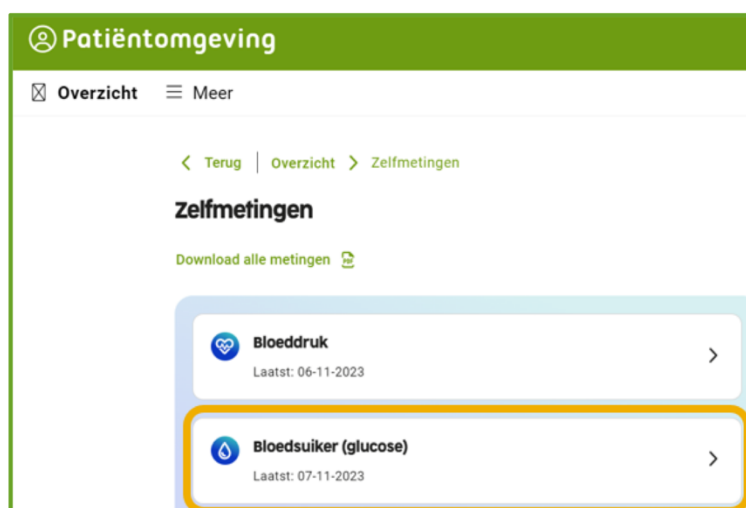 Patiëntomgeving
Overzicht Meer
Terug Overzicht Zelfmetingen
Zelfmetingen
Download alle metingen PDF
Bloeddruk
Laatst: 06-11-2023
Bloedsuiker (glucose)
Laatst: 07-11-2023